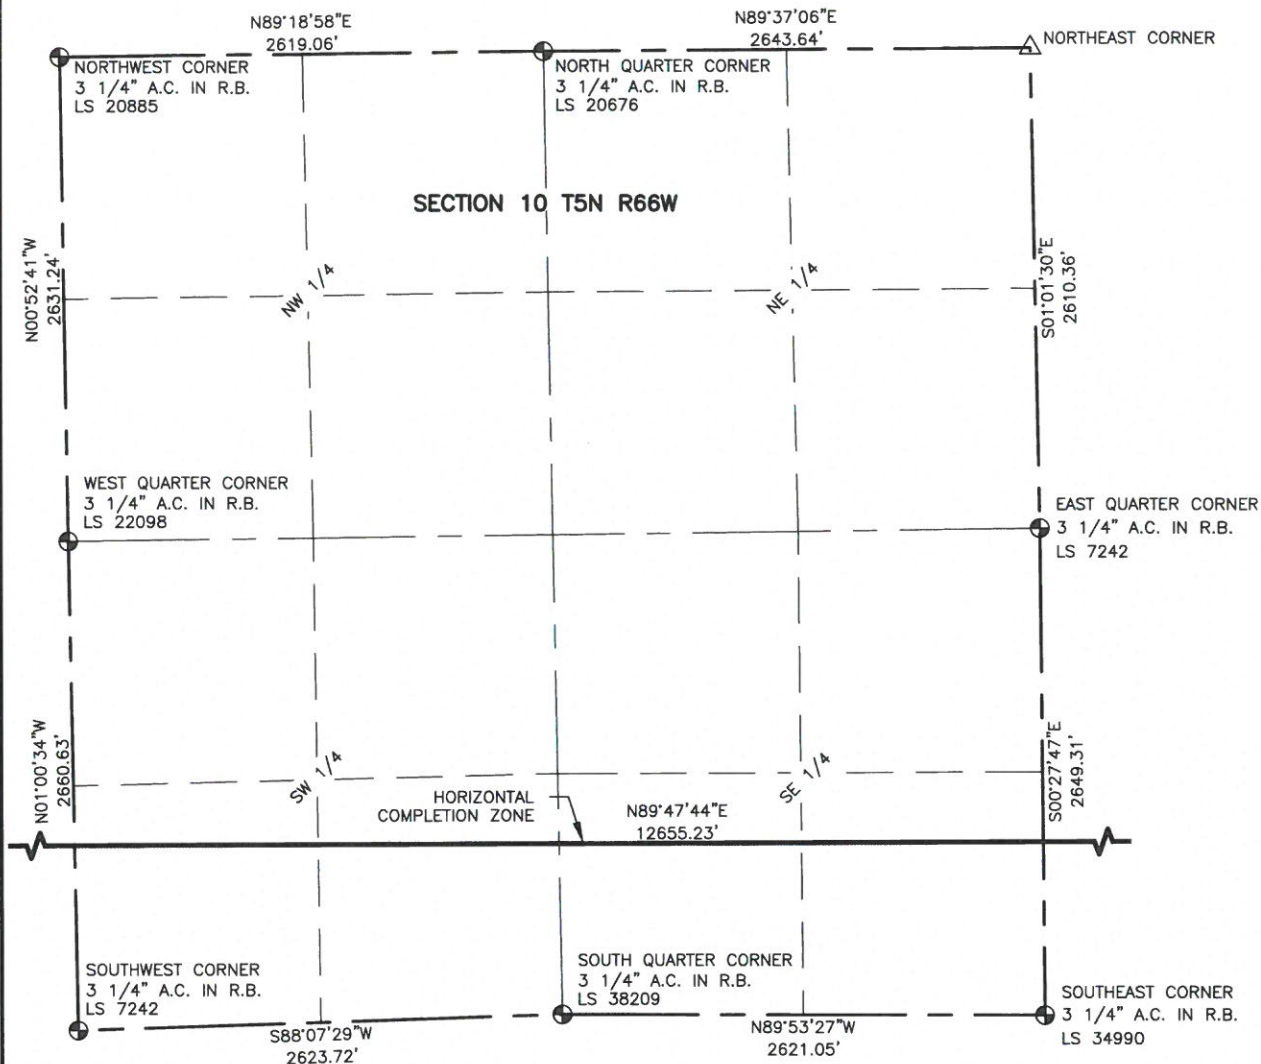 N89°18'58"E
2619.06'
N89°37'06"E
2643.64'
NORTHEAST CORNER
NORTHWEST CORNER
3 1/4" A.C. IN R.B.
LS 20885
NORTH QUARTER CORNER
3 1/4" A.C. IN R.B.
LS 20676
SECTION 10 T5N R66W
N00°52'41"W
2631.24'
NW 1/4
NE 1/4
S01°01'30"E
2610.36'
WEST QUARTER CORNER
3 1/4" A.C. IN R.B.
LS 22098
EAST QUARTER CORNER
3 1/4" A.C. IN R.B.
LS 7242
N01°00'34"W
2660.63'
SW 1/4
SE 1/4
S00°27'47"E
2649.31'
HORIZONTAL
COMPLETION ZONE
N89°47'44"E
12655.23'
SOUTHWEST CORNER
3 1/4" A.C. IN R.B.
LS 7242
SOUTH QUARTER CORNER
3 1/4" A.C. IN R.B.
LS 38209
SOUTHEAST CORNER
3 1/4" A.C. IN R.B.
LS 34990
S88°07'29"W
2623.72'
N89°53'27"W
2621.05'